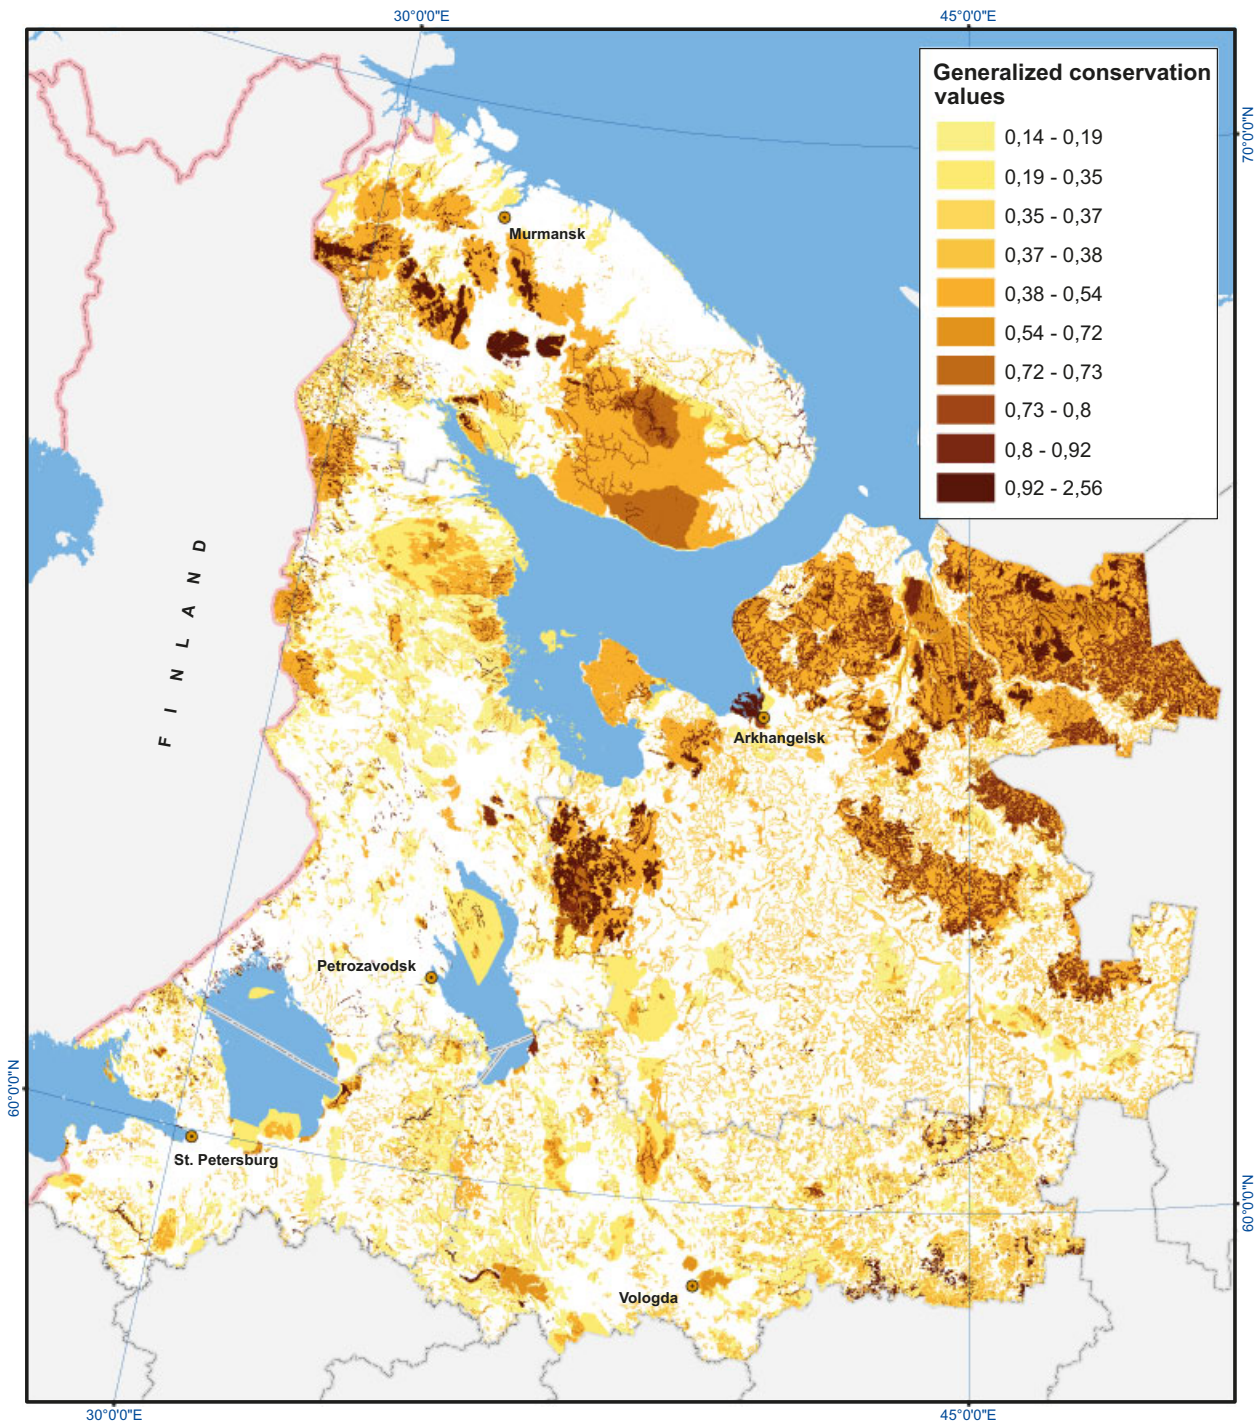 30°0'0"E
45°0'0"E
Generalized conservation
values
0,14 - 0,19
0,19 - 0,35
0,35 - 0,37
0,37 - 0,38
0,38 - 0,54
0,54 - 0,72
0,72 - 0,73
0,73 - 0,8
0,8 - 0,92
0,92 - 2,56
70°0'0"N
Murmansk
FINLAND
Arkhangelsk
Petrozavodsk
60°0'0"N
St. Petersburg
60°0'0"N
Vologda
30°0'0"E
45°0'0"E